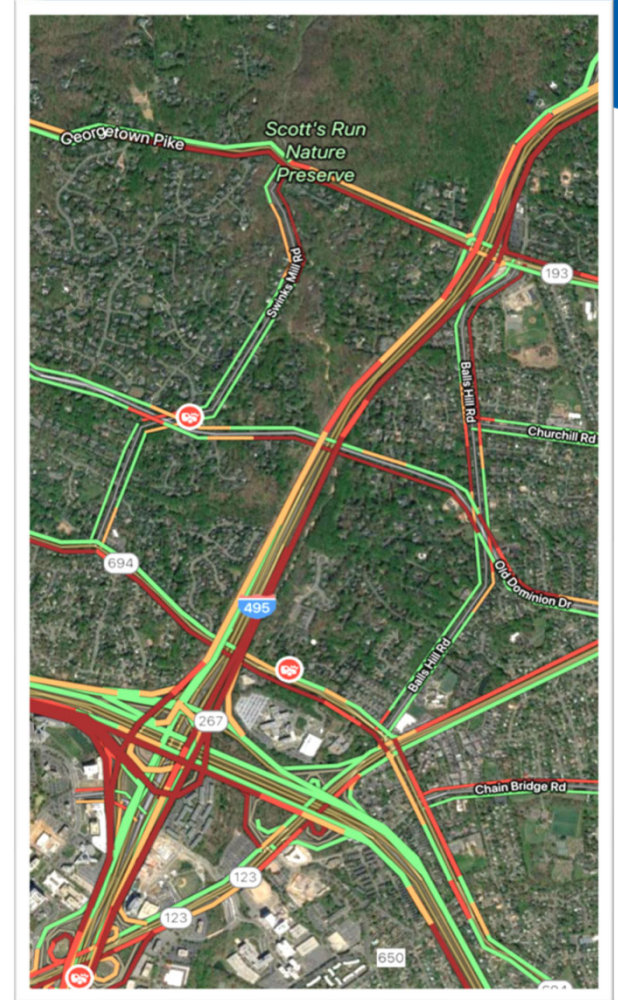 Georgetown Pike
Scott's Run
Nature
Preserve
193
Swinks Mill Rd
Balls Hill Rd
Churchill Rd
694
Old Dominion Dr
495
Balls Hill Rd
267
Chain Bridge Rd
123
123
650